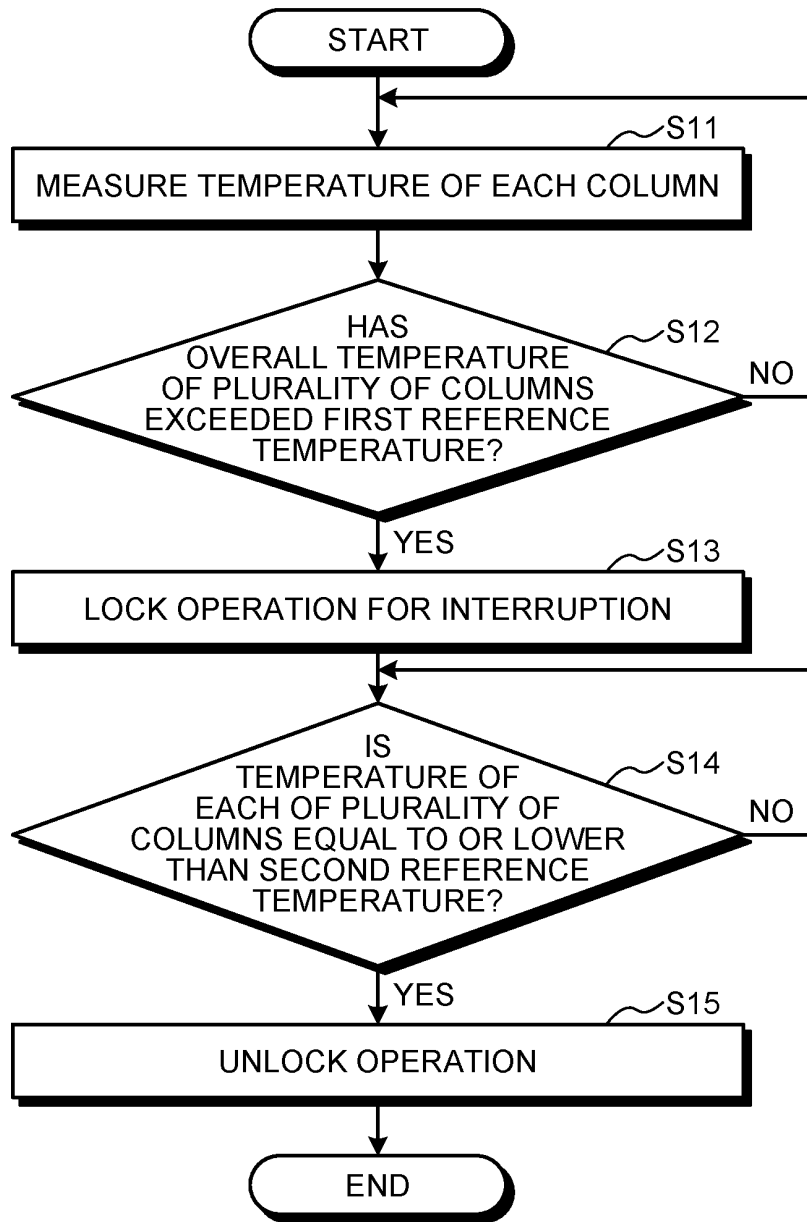 START
S11
MEASURE TEMPERATURE OF EACH COLUMN
S12
HAS
OVERALL TEMPERATURE
OF PLURALITY OF COLUMNS
EXCEEDED FIRST REFERENCE
TEMPERATURE?
NO
YES
S13
LOCK OPERATION FOR INTERRUPTION
S14
IS
TEMPERATURE OF
EACH OF PLURALITY OF
COLUMNS EQUAL TO OR LOWER
THAN SECOND REFERENCE
TEMPERATURE?
NO
YES
S15
UNLOCK OPERATION
END